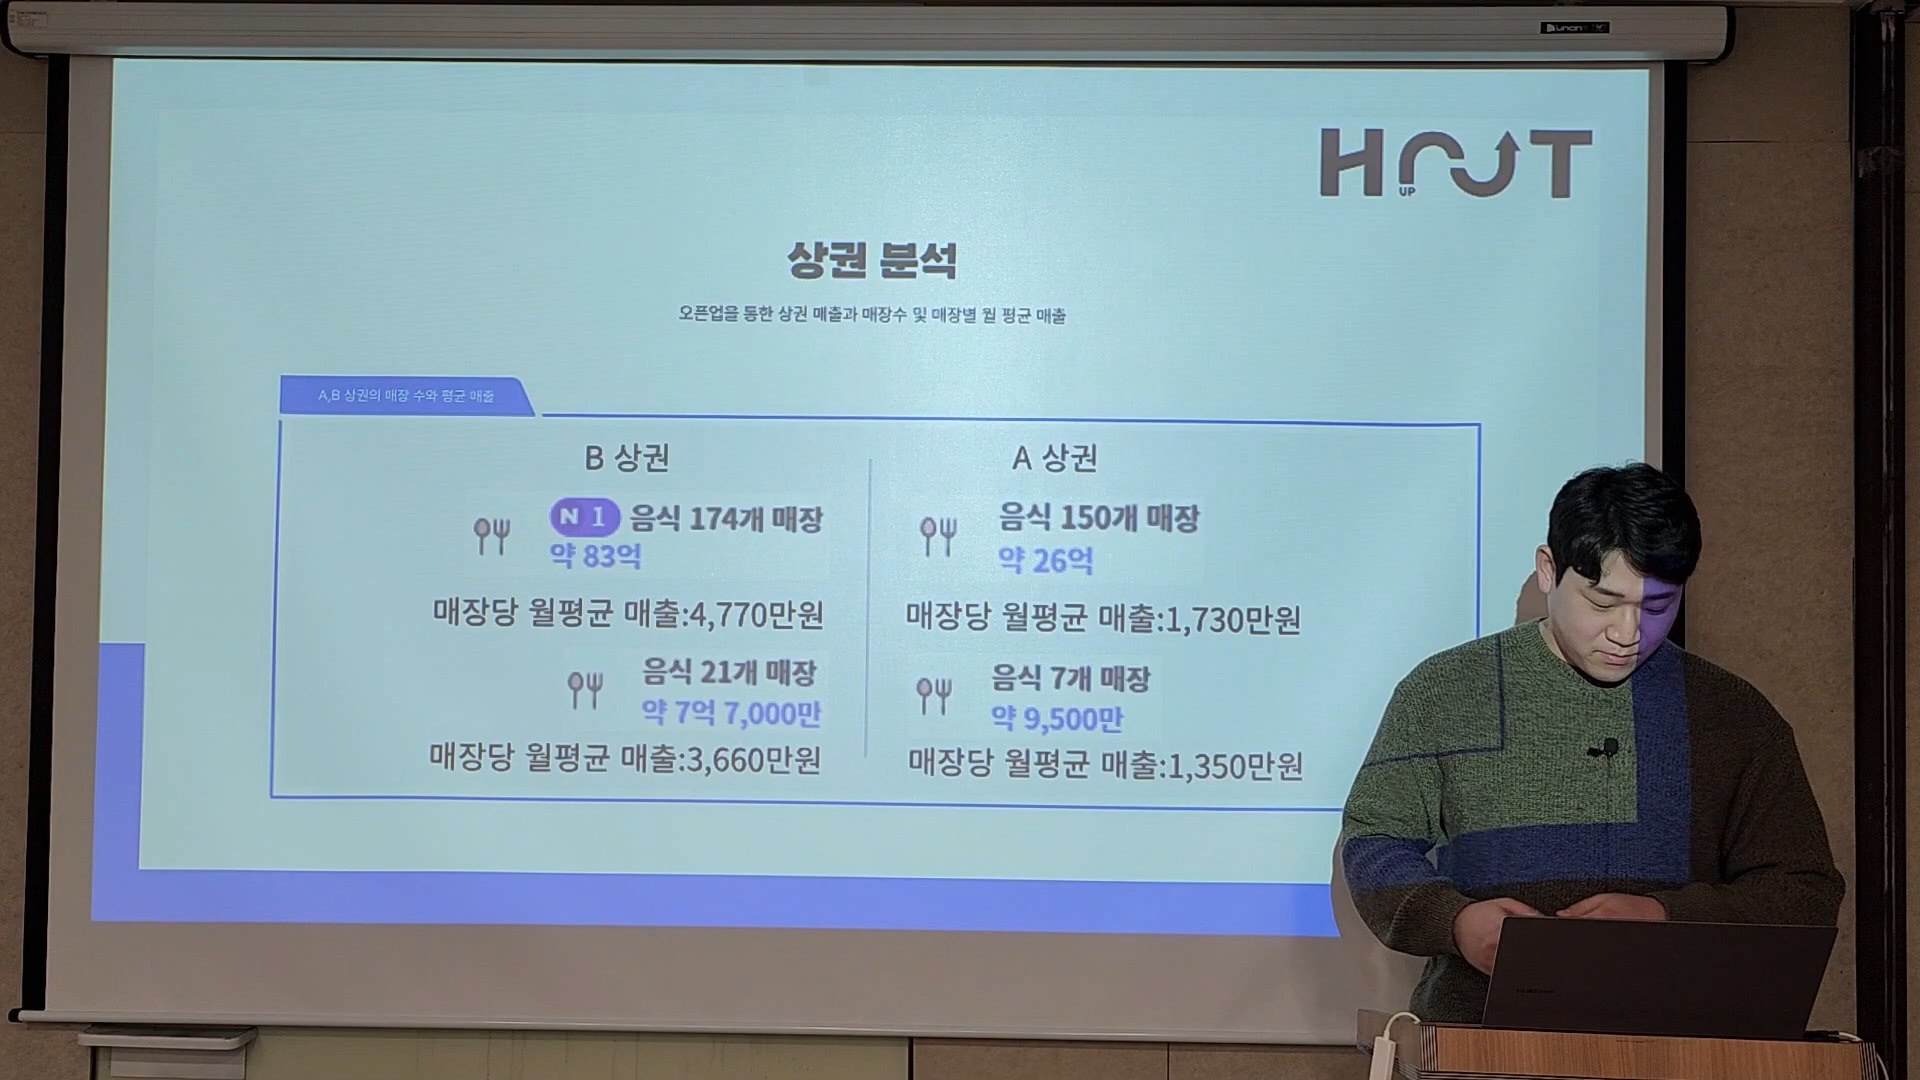 H UP T
상권 분석
오픈업을 통한 상권 매출과 매장수 및 매장별 월 평균 매출
A,B 상권의 매장 수와 평균 매출
B 상권
N 1 음식 174개 매장
약 83억
매장당 월평균 매출:4,770만원
음식 21개 매장
약 7억 7,000만
매장당 월평균 매출:3,660만원
A 상권
음식 150개 매장
약 26억
매장당 월평균 매출:1,730만원
음식 7개 매장
약 9,500만
매장당 월평균 매출:1,350만원
SAMSUNG